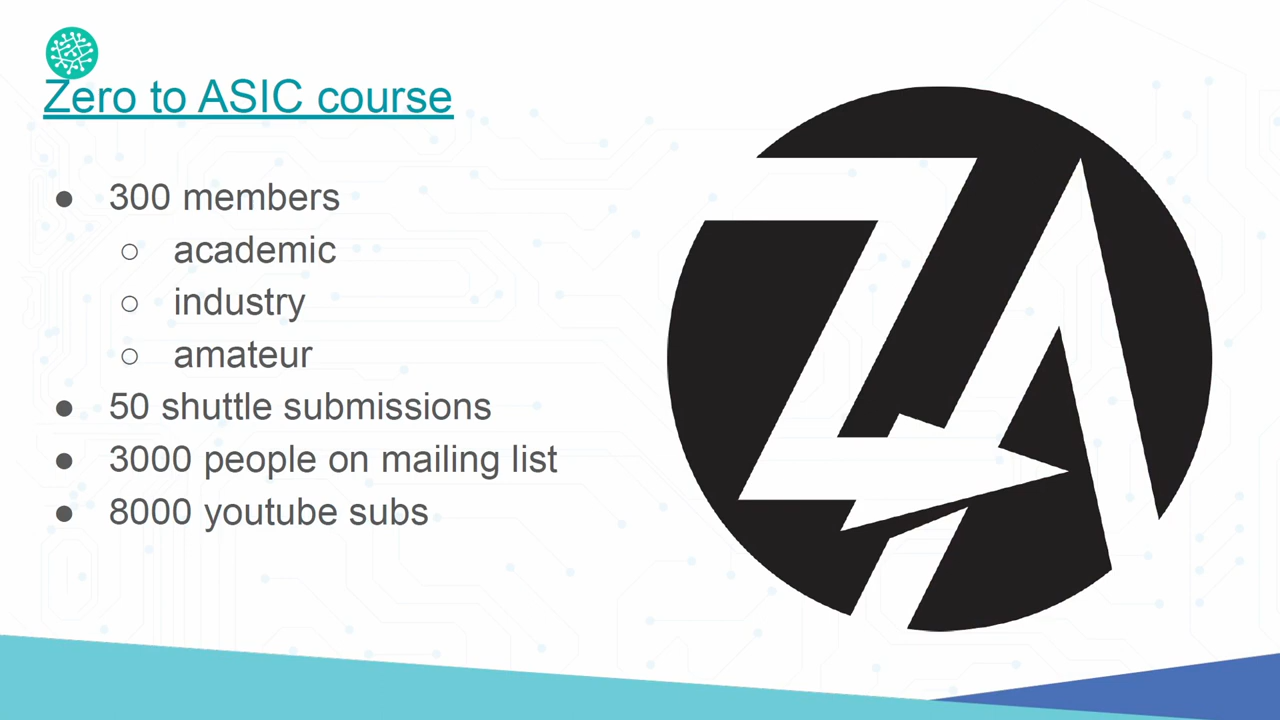 Zero to ASIC course
● 300 members
○ academic
○ industry
○ amateur
● 50 shuttle submissions
● 3000 people on mailing list
● 8000 youtube subs
ZA